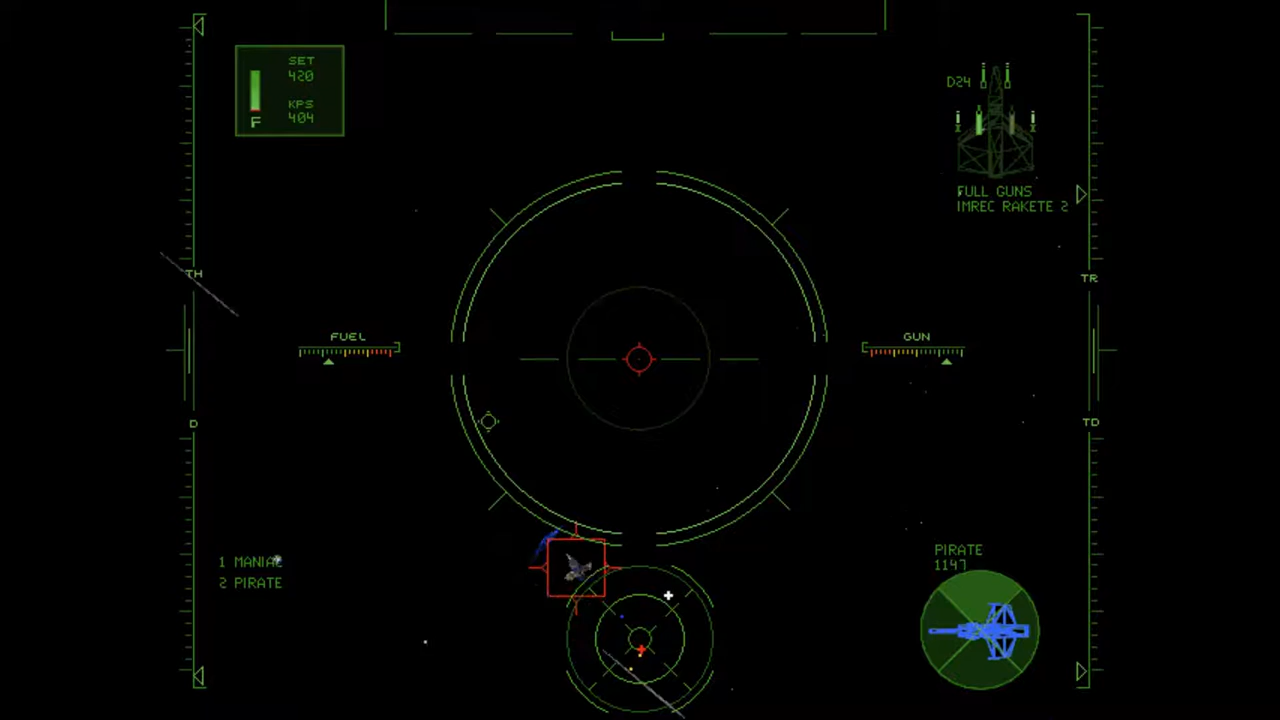 SET
420
KPS
404
F
D24
FULL GUNS
IMREC RAKETE 2
TH
TR
FUEL
GUN
D
TD
1 MANIAC
2 PIRATE
PIRATE
1147